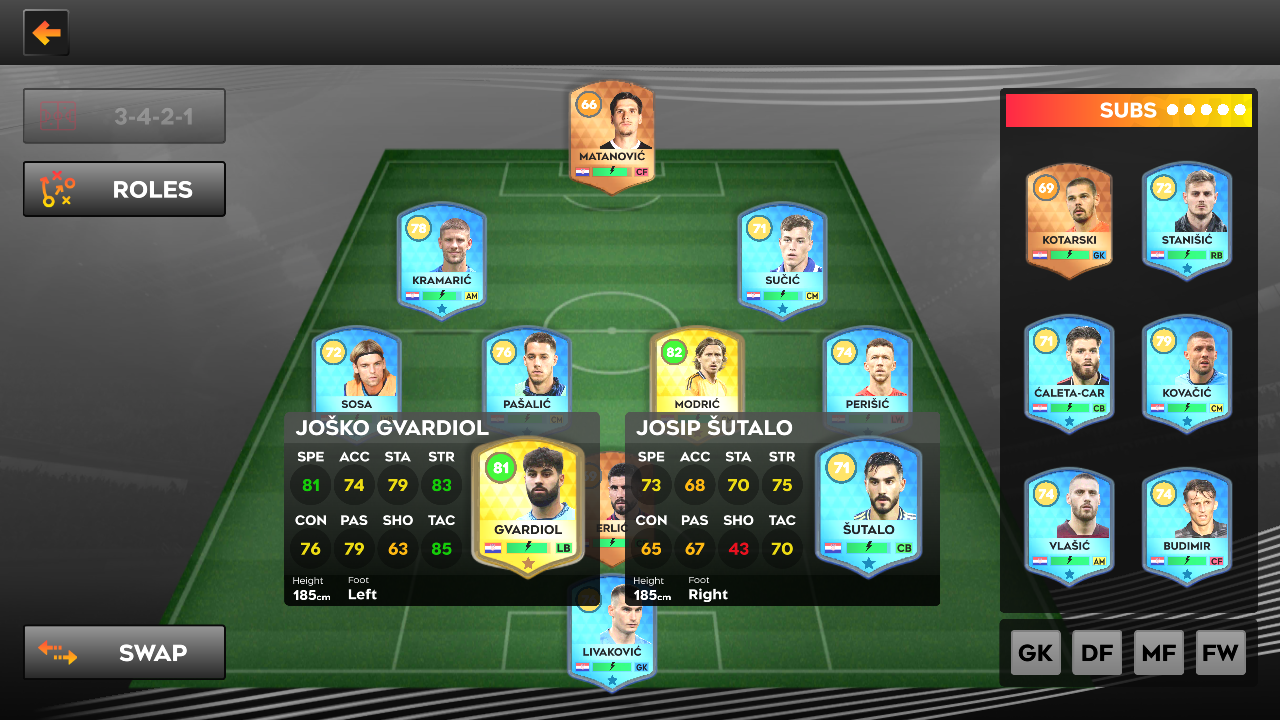 66
MATANOVIĆ
CF
3-4-2-1
ROLES
SUBS
78
KRAMARIĆ
AM
71
SUČIĆ
CM
69
KOTARSKI
GK
72
STANIŠIĆ
RB
72
SOSA
76
PAŠALIĆ
CM
82
MODRIĆ
74
PERIŠIĆ
LW
71
ĆALETA-CAR
CB
79
KOVAČIĆ
CM
JOŠKO GVARDIOL
SPE ACC STA STR
81 74 79 83
CON PAS SHO TAC
76 79 63 85
Height Foot
185cm Left
81
GVARDIOL
LB
ERLIĆ
JOSIP ŠUTALO
SPE ACC STA STR
73 68 70 75
CON PAS SHO TAC
65 67 43 70
Height Foot
185cm Right
71
ŠUTALO
CB
74
VLAŠIĆ
AM
74
BUDIMIR
CF
LIVAKOVIĆ
GK
SWAP
GK DF MF FW